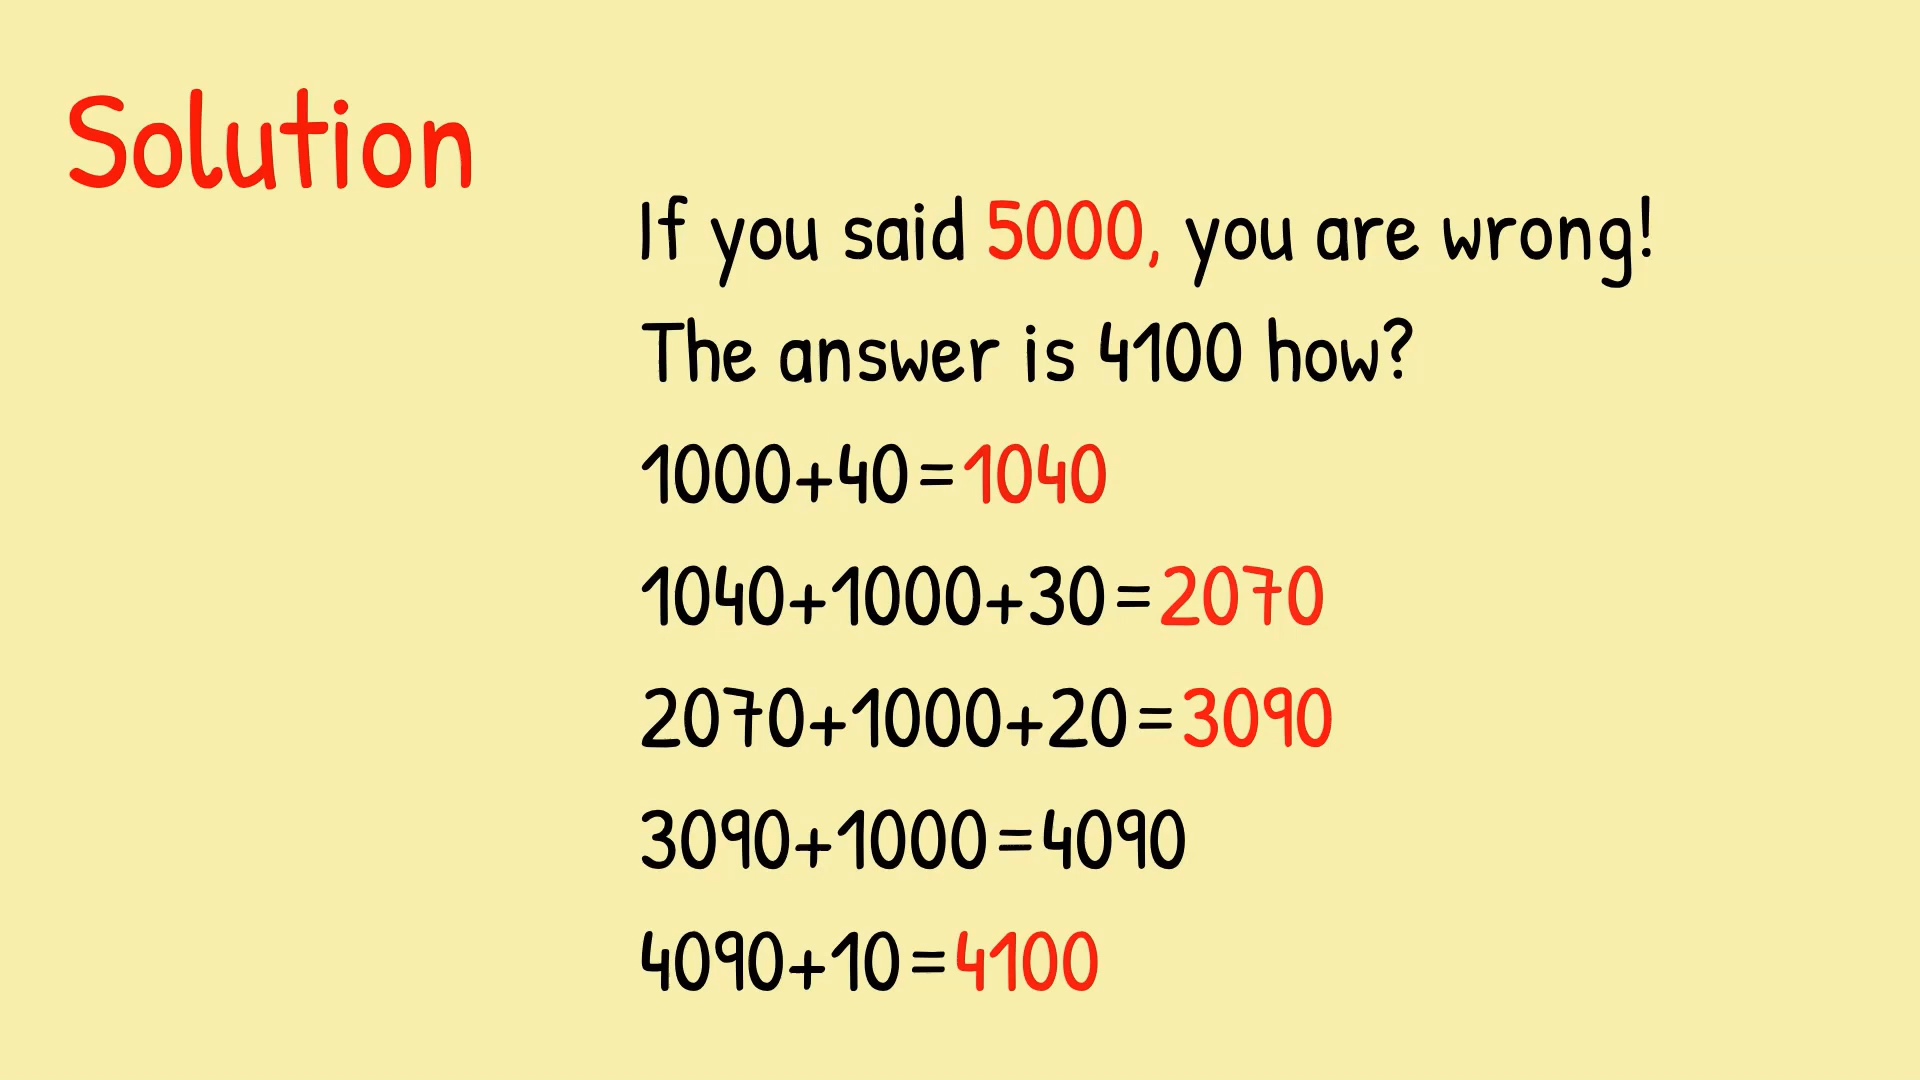 Solution
If you said 5000, you are wrong!
The answer is 4100 how?
1000+40=1040
1040+1000+30=2070
2070+1000+20=3090
3090+1000=4090
4090+10=4100